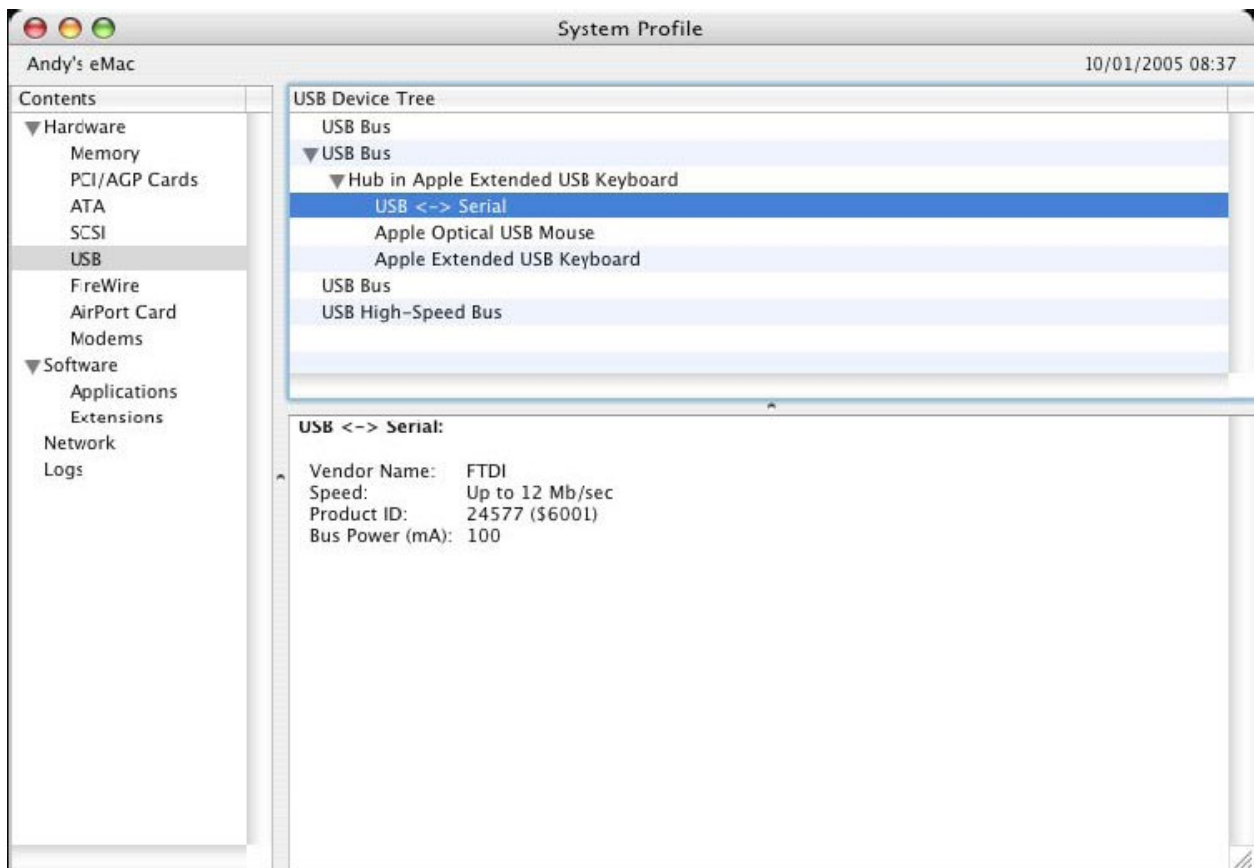 System Profile
Andy's eMac
10/01/2005 08:37
Contents
Hardware
Memory
PCI/AGP Cards
ATA
SCSI
USB
FireWire
AirPort Card
Modems
Software
Applications
Extensions
Network
Logs
USB Device Tree
USB Bus
USB Bus
Hub in Apple Extended USB Keyboard
USB <-> Serial
Apple Optical USB Mouse
Apple Extended USB Keyboard
USB Bus
USB High-Speed Bus
USB <-> Serial:
Vendor Name: FTDI
Speed: Up to 12 Mb/sec
Product ID: 24577 ($6001)
Bus Power (mA): 100